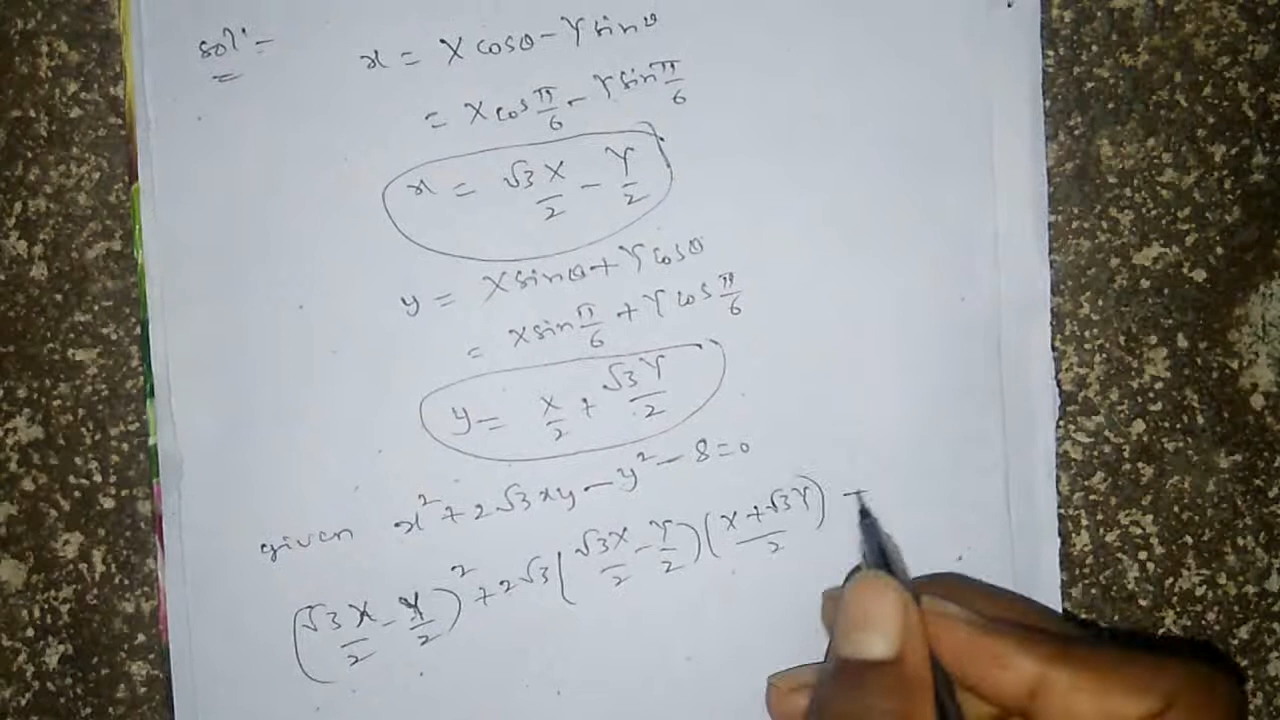 Sol:-
x = X cosθ - Y sinθ
= X cos π/6 - Y sin π/6
x = √3 X/2 - Y/2
y = X sinθ + Y cosθ
= X sin π/6 + Y cos π/6
y = X/2 + √3Y/2
given x² + 2√3 xy - y² - 8 = 0
(√3X/2 - Y/2)² + 2√3 (√3X/2 - Y/2) (X + √3Y/2) -